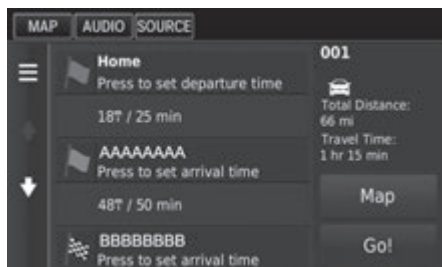 MAP AUDIO SOURCE
Home
Press to set departure time
18 / 25 min
AAAAAAAA
Press to set arrival time
48 / 50 min
BBBBBBBB
Press to set arrival time
001
Total Distance:
66 mi
Travel Time:
1 hr 15 min
Map
Go!